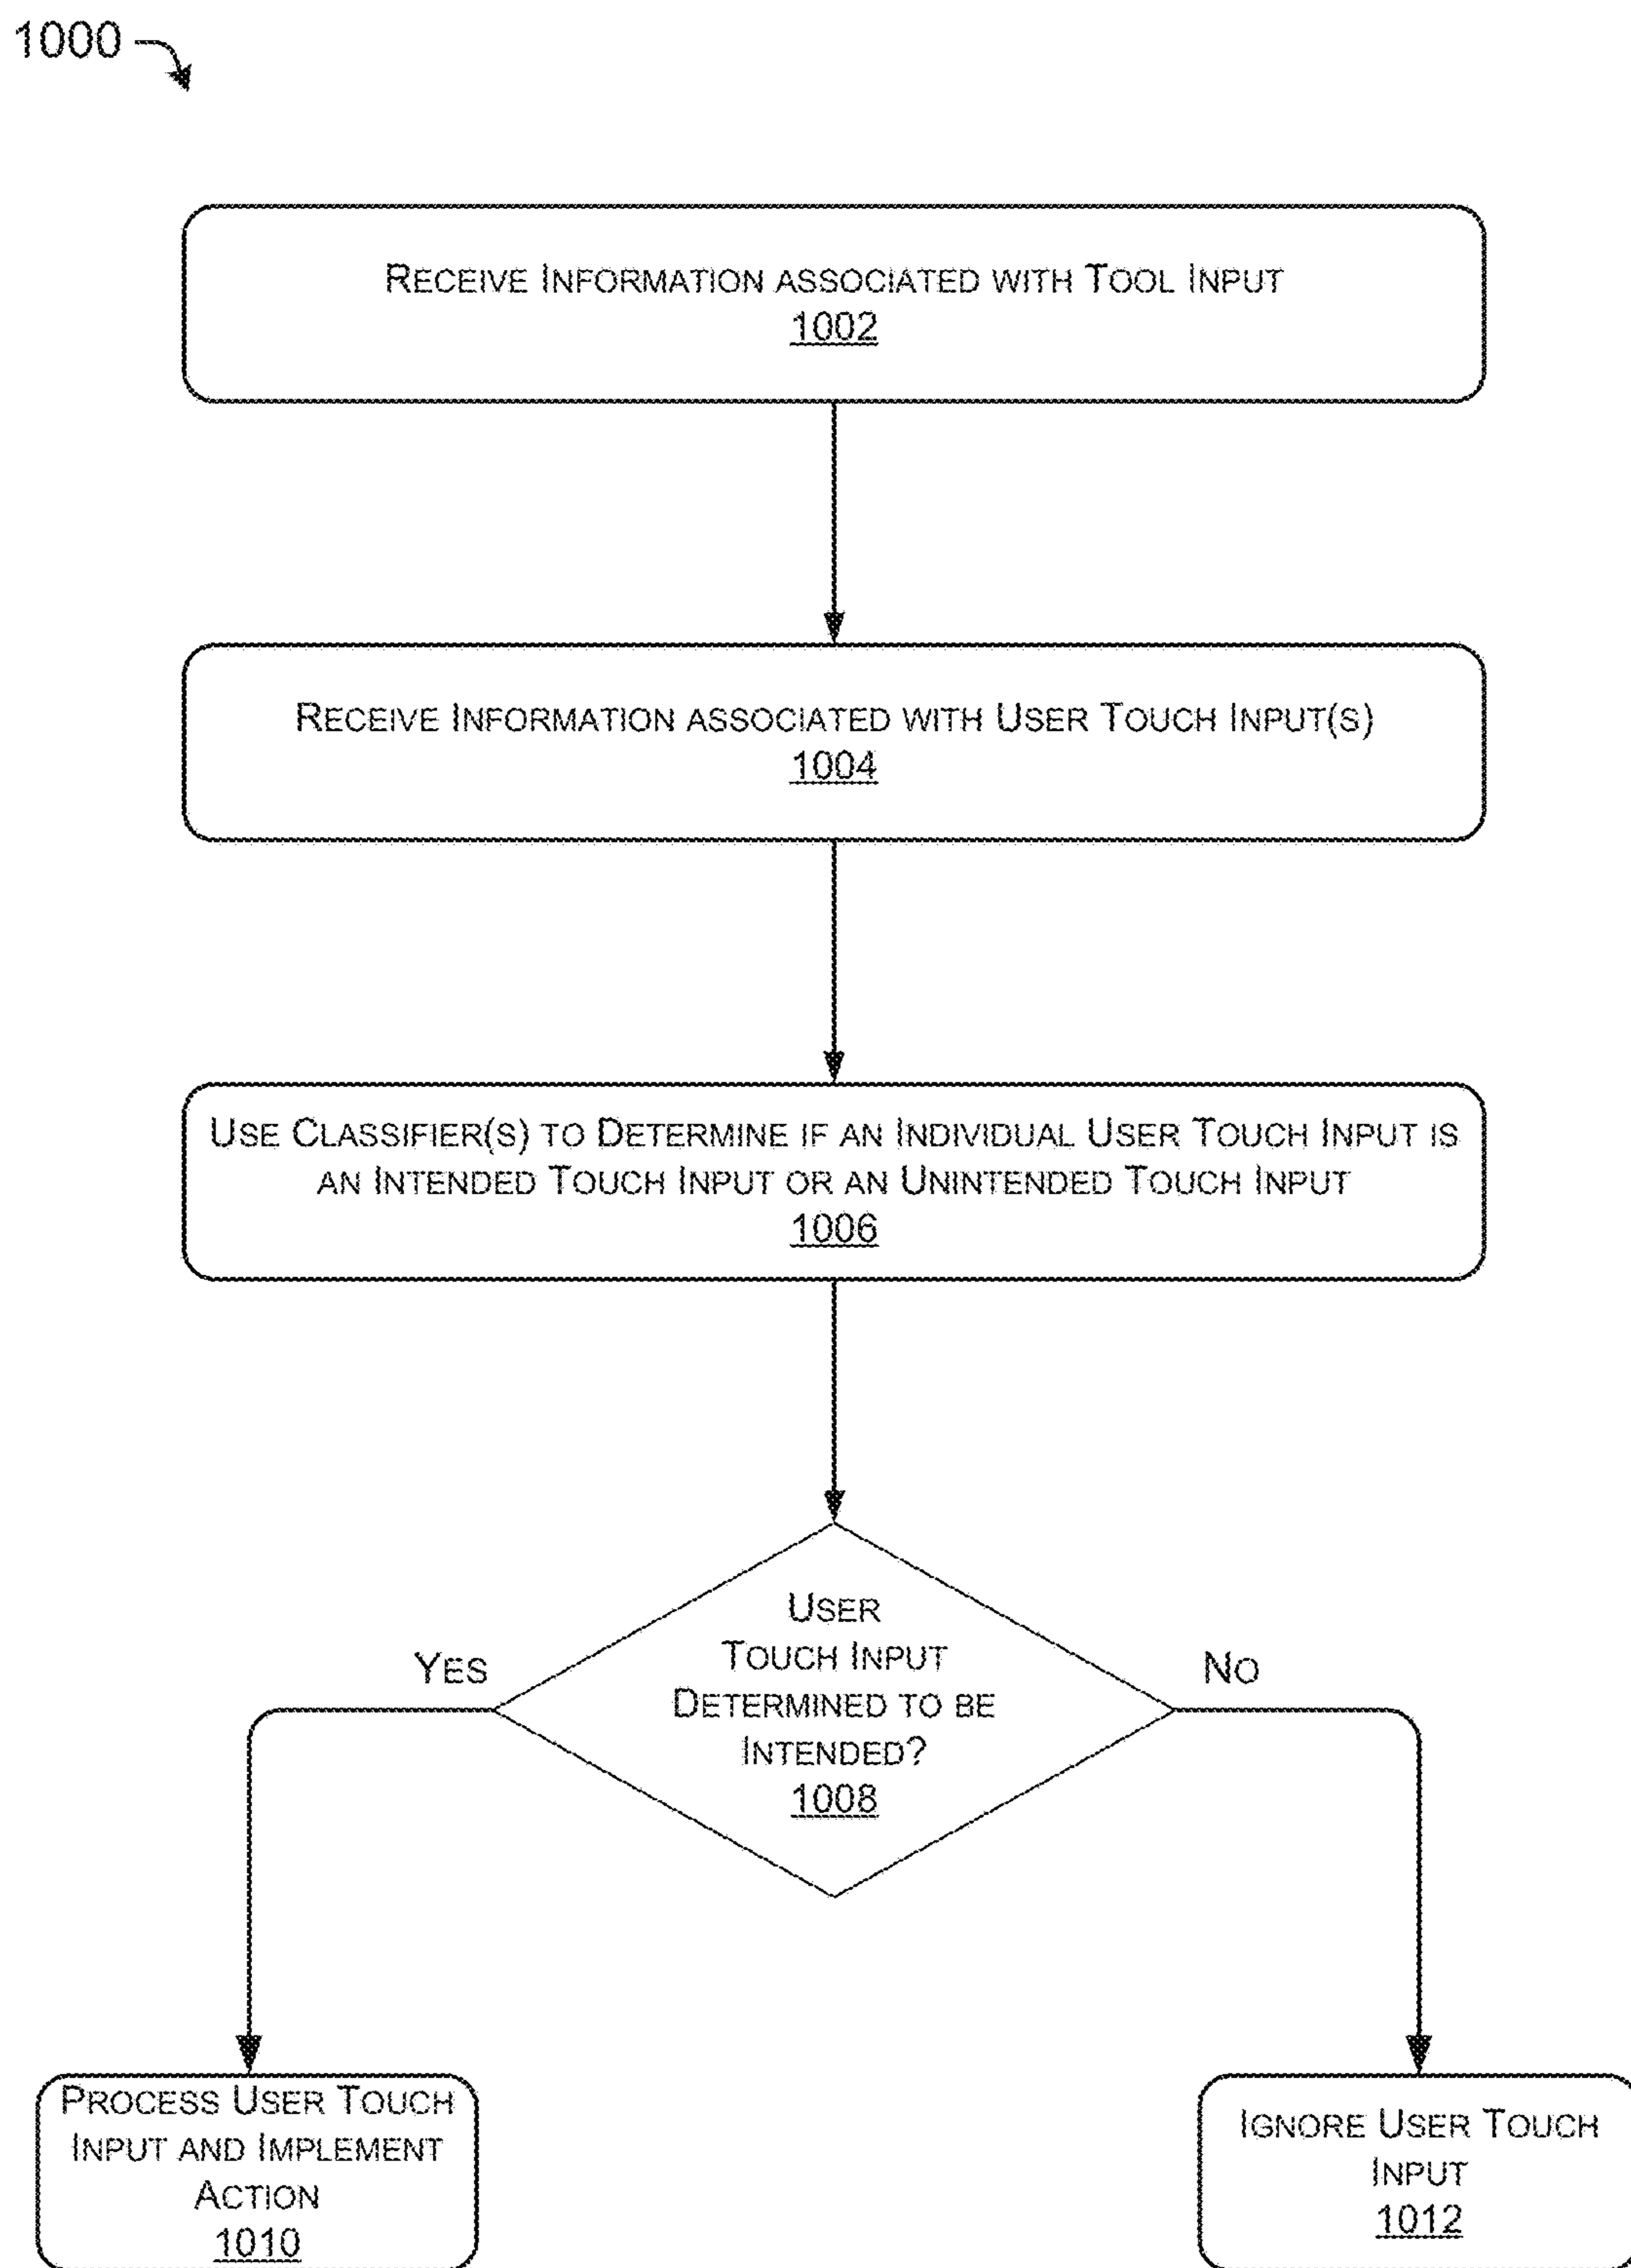 1000
RECEIVE INFORMATION ASSOCIATED WITH TOOL INPUT
1002
RECEIVE INFORMATION ASSOCIATED WITH USER TOUCH INPUT(S)
1004
USE CLASSIFIER(S) TO DETERMINE IF AN INDIVIDUAL USER TOUCH INPUT IS
AN INTENDED TOUCH INPUT OR AN UNINTENDED TOUCH INPUT
1006
USER
TOUCH INPUT
DETERMINED TO BE
INTENDED?
1008
YES
NO
PROCESS USER TOUCH
INPUT AND IMPLEMENT
ACTION
1010
IGNORE USER TOUCH
INPUT
1012